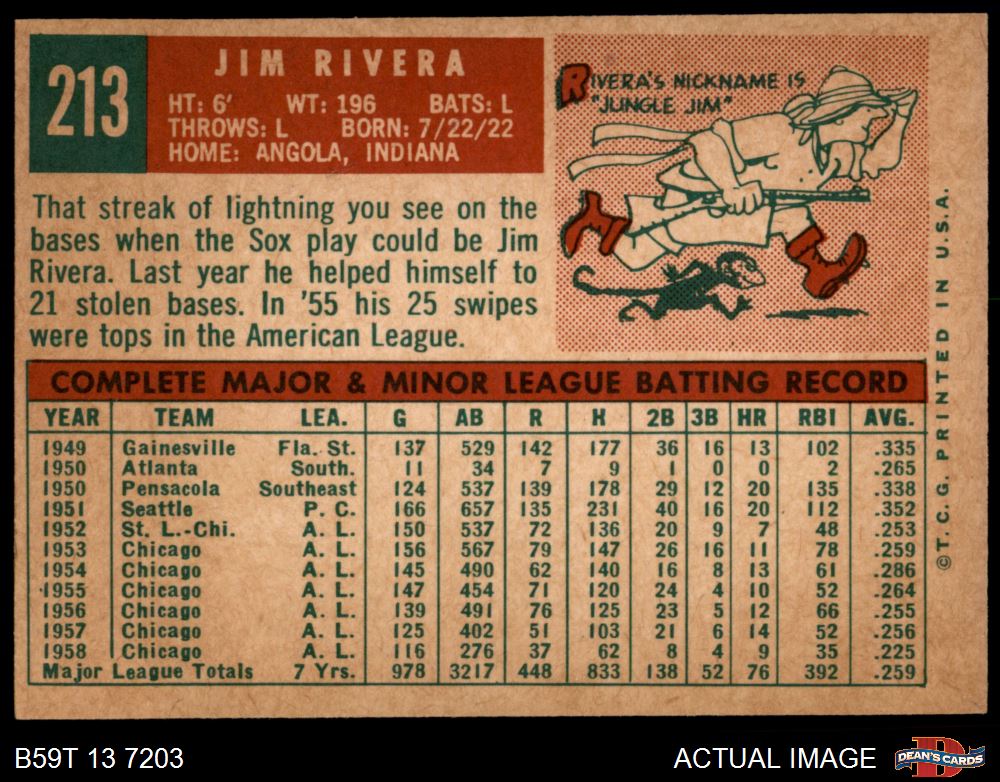 213
JIM RIVERA
HT: 6' WT: 196 BATS: L
THROWS: L BORN: 7/22/22
HOME: ANGOLA, INDIANA
RIVERA'S NICKNAME IS
"JUNGLE JIM"
That streak of lightning you see on the
bases when the Sox play could be Jim
Rivera. Last year he helped himself to
21 stolen bases. In '55 his 25 swipes
were tops in the American League.
COMPLETE MAJOR & MINOR LEAGUE BATTING RECORD
YEAR TEAM LEA. G AB R H 2B 3B HR RBI AVG.
1949 Gainesville Fla. St. 137 529 142 177 36 16 13 102 .335
1950 Atlanta South. 11 34 7 9 1 0 0 2 .265
1950 Pensacola Southeast 124 537 139 178 29 12 20 135 .338
1951 Seattle P. C. 166 657 135 231 40 16 20 112 .352
1952 St. L.-Chi. A. L. 150 537 72 136 20 9 7 48 .253
1953 Chicago A. L. 156 567 79 147 26 16 11 78 .259
1954 Chicago A. L. 145 490 62 140 16 8 13 61 .286
1955 Chicago A. L. 147 454 71 120 24 4 10 52 .264
1956 Chicago A. L. 139 491 76 125 23 5 12 66 .255
1957 Chicago A. L. 125 402 51 103 21 6 14 52 .256
1958 Chicago A. L. 116 276 37 62 8 4 9 35 .225
Major League Totals 7 Yrs. 978 3217 448 833 138 52 76 392 .259
©T. C. G. PRINTED IN U.S.A.
B59T 13 7203
ACTUAL IMAGE
D
DEAN'S CARDS